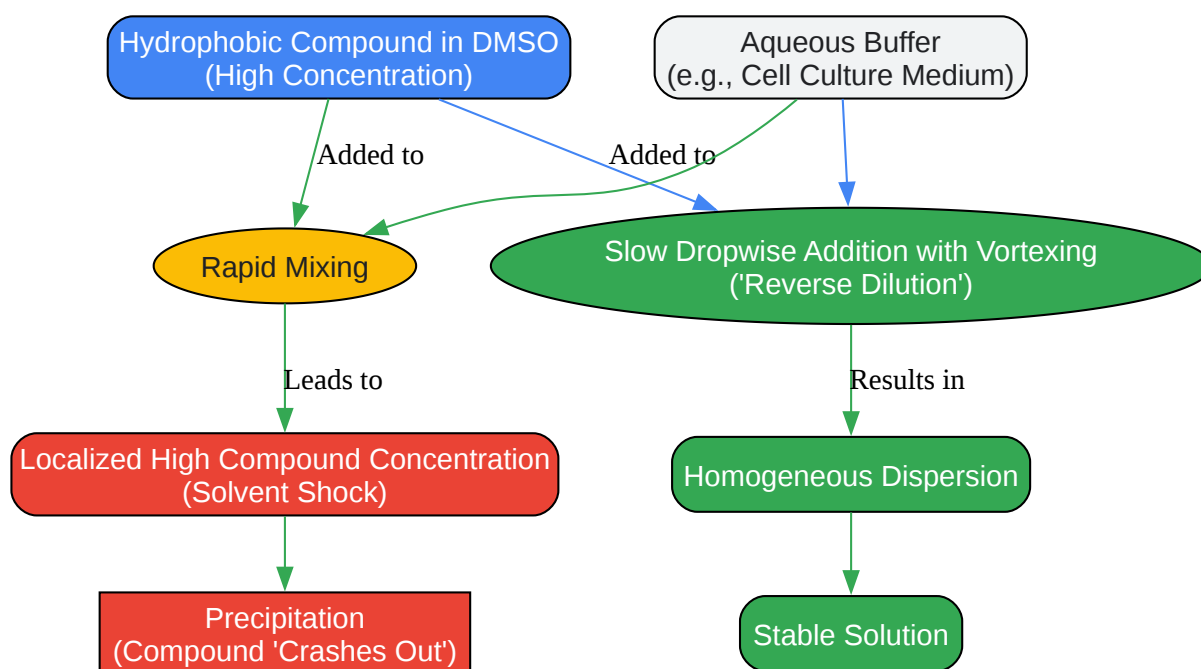 Hydrophobic Compound in DMSO
(High Concentration)
Aqueous Buffer
(e.g., Cell Culture Medium)
Added to
Added to
Rapid Mixing
Slow Dropwise Addition with Vortexing
('Reverse Dilution')
Leads to
Results in
Localized High Compound Concentration
(Solvent Shock)
Homogeneous Dispersion
Precipitation
(Compound 'Crashes Out')
Stable Solution